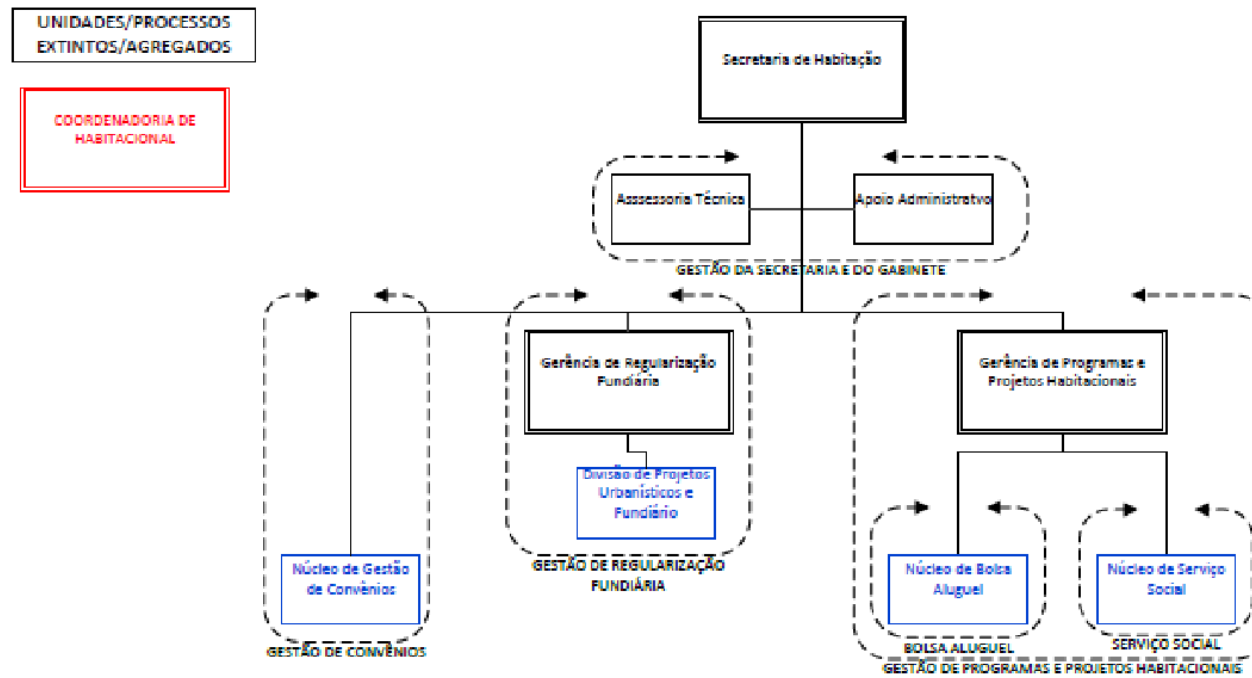 UNIDADES/PROCESSOS
EXTINTOS/AGREGADOS
COORDENADORIA DE
HABITACIONAL
Secretaria de Habitação
Asssessoria Técnica
Apoio Administratvo
GESTÃO DA SECRETARIA E DO GABINETE
Gerência de Regularização
Fundiária
Gerência de Programas e
Projetos Habitacionais
Divisão de Projetos
Urbanísticos e
Fundiário
GESTÃO DE REGULARIZAÇÃO
FUNDIÁRIA
Núcleo de Gestão
de Convênios
GESTÃO DE CONVÊNIOS
Núcleo de Bolsa
Aluguel
BOLSA ALUGUEL
Núcleo de Serviço
Social
SERVIÇO SOCIAL
GESTÃO DE PROGRAMAS E PROJETOS HABITACIONAIS